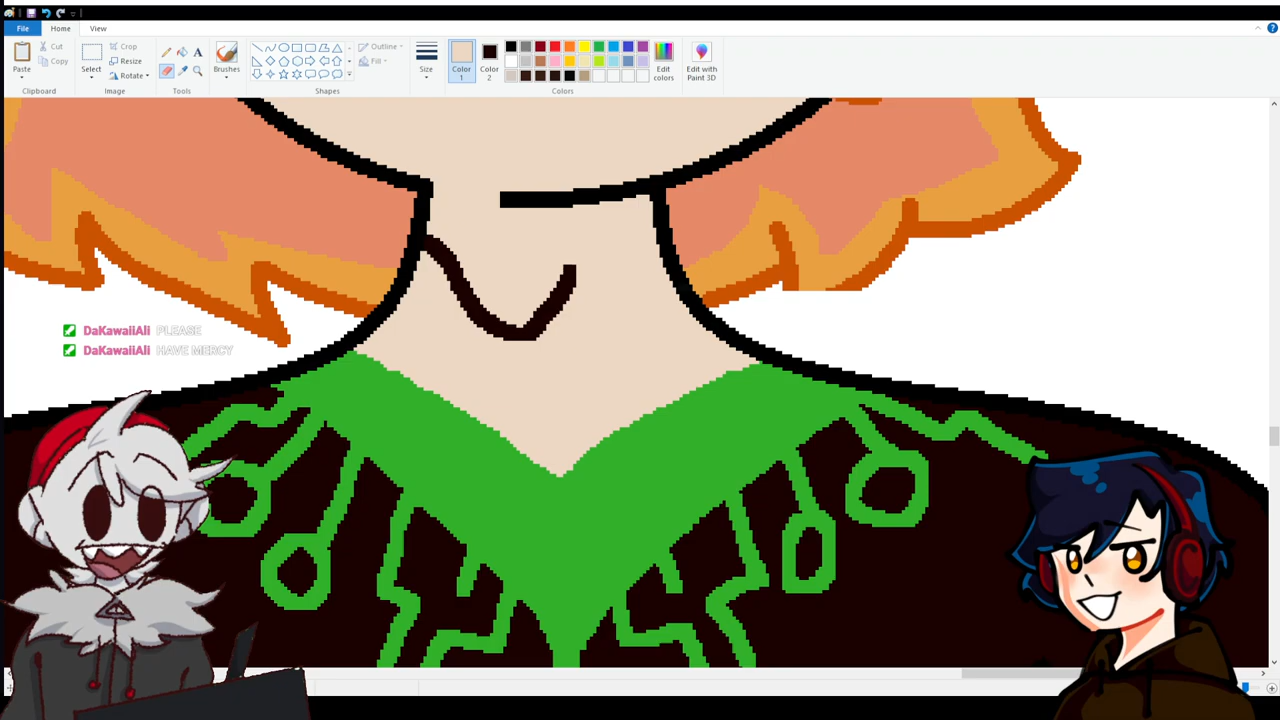 File Home View
Paste Cut Copy Select Crop Resize Rotate Brushes Outline Fill Size Color 1 Color 2 Edit colors Edit with Paint 3D
Clipboard Image Tools Shapes Colors
DaKawaiiAli PLEASE
DaKawaiiAli HAVE MERCY